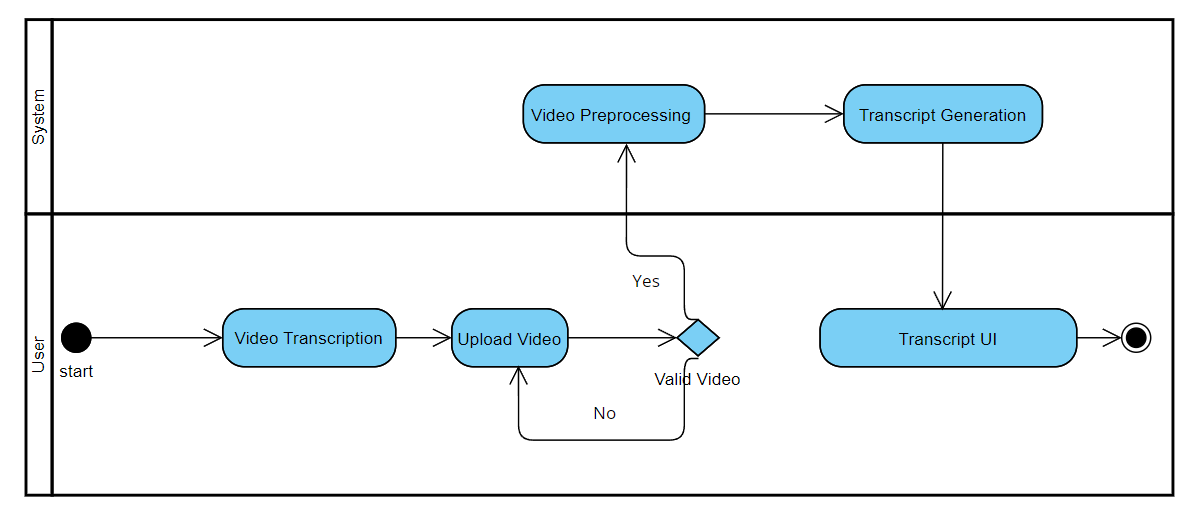 System
Video Preprocessing
Transcript Generation
Yes
User
start
Video Transcription
Upload Video
Valid Video
Transcript UI
No